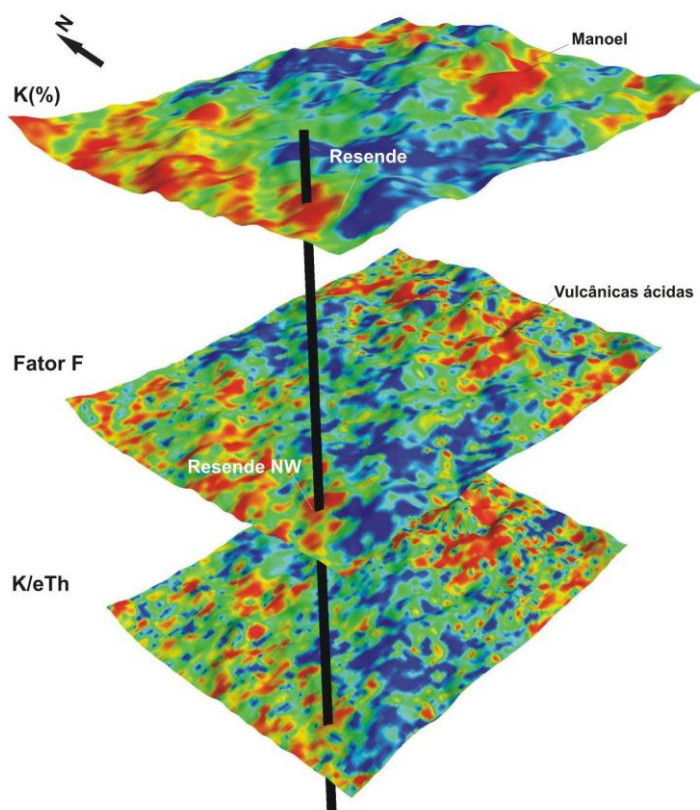 N
Manoel
K(%)
Resende
Vulcânicas ácidas
Fator F
Resende NW
K/eTh